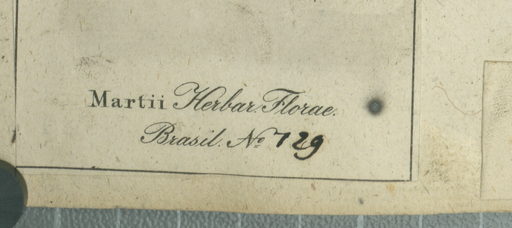 Martii Herbar. Florae.
Brasil. No 729